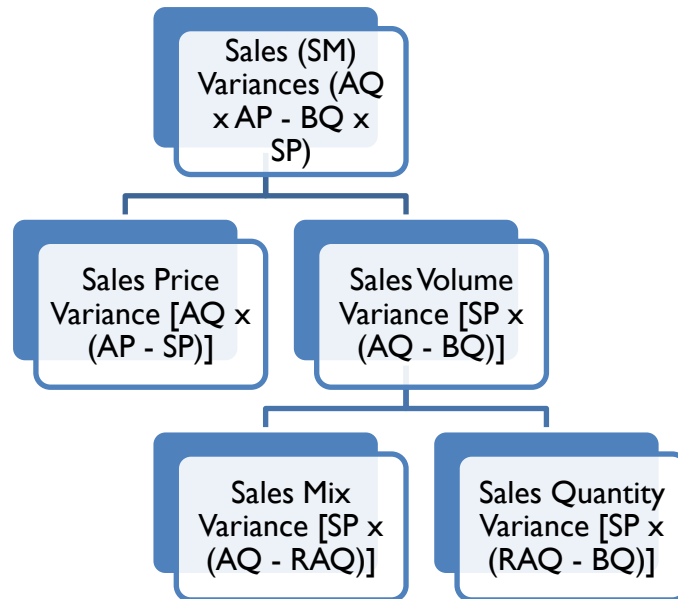 Sales (SM)
Variances (AQ
x AP - BQ x
SP)
Sales Price
Variance [AQ x
(AP - SP)]
Sales Volume
Variance [SP x
(AQ - BQ)]
Sales Mix
Variance [SP x
(AQ - RAQ)]
Sales Quantity
Variance [SP x
(RAQ - BQ)]